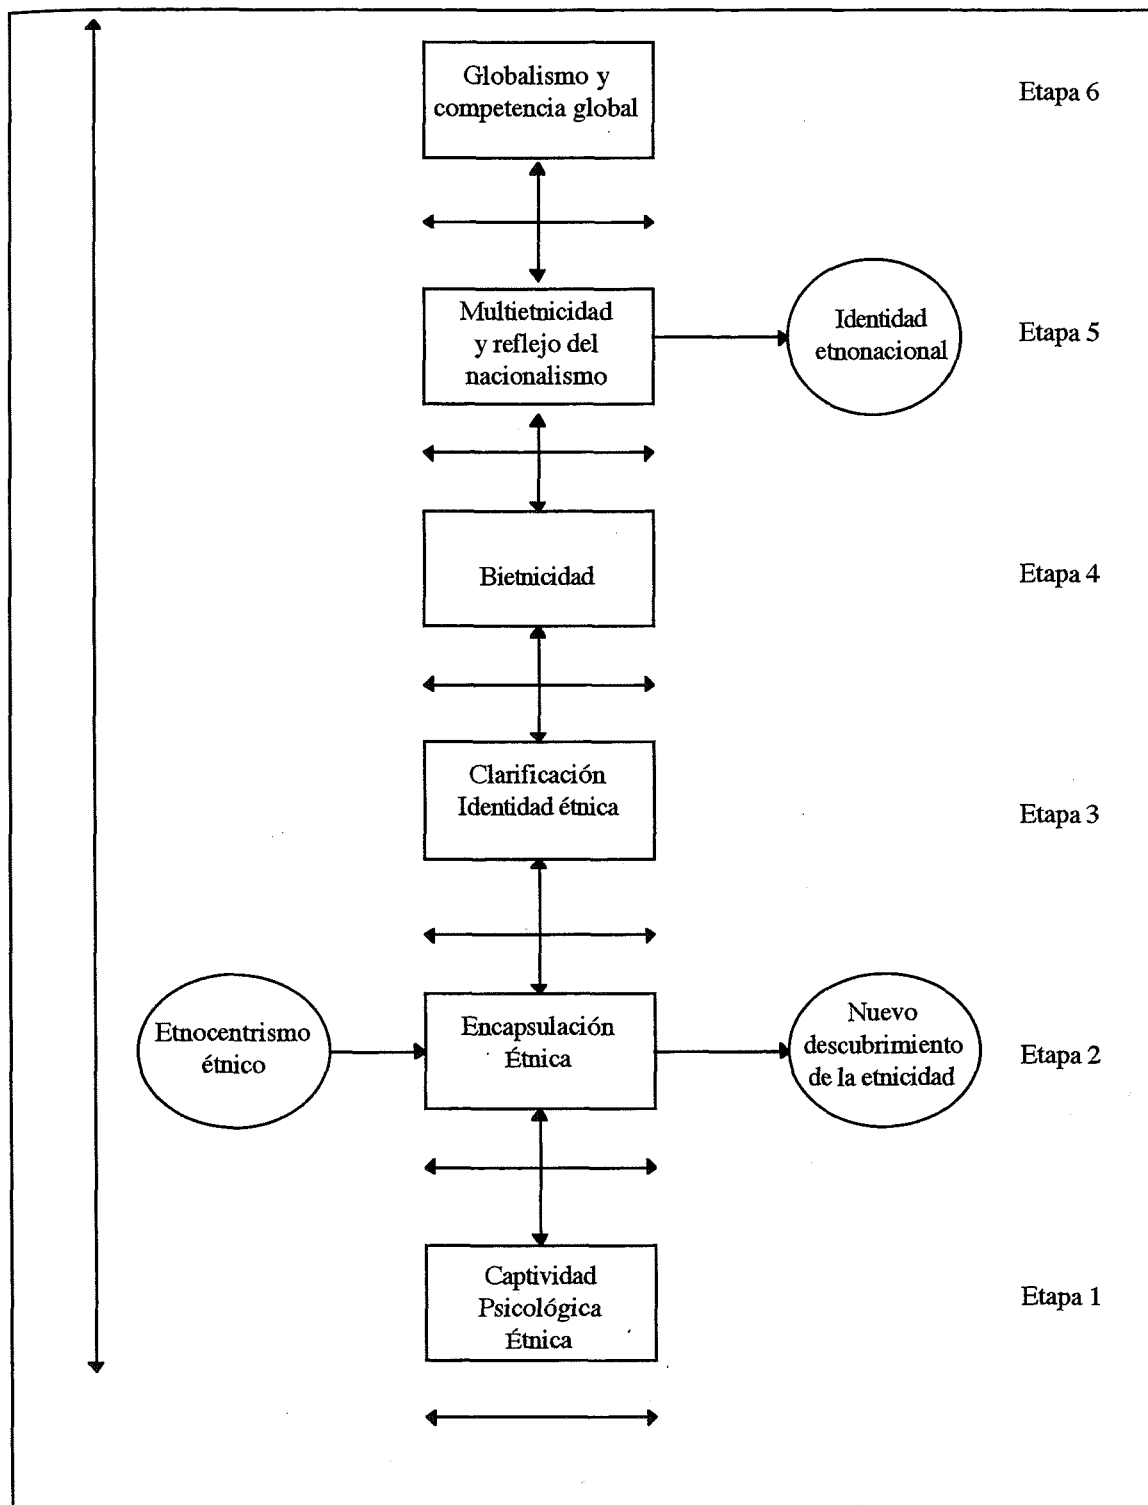 Globalismo y
competencia global
Etapa 6
Multietnicidad
y reflejo del
nacionalismo
Identidad
etnonacional
Etapa 5
Bietnicidad
Etapa 4
Clarificación
Identidad étnica
Etapa 3
Etnocentrismo
étnico
Encapsulación
Étnica
Nuevo
descubrimiento
de la etnicidad
Etapa 2
Captividad
Psicológica
Étnica
Etapa 1